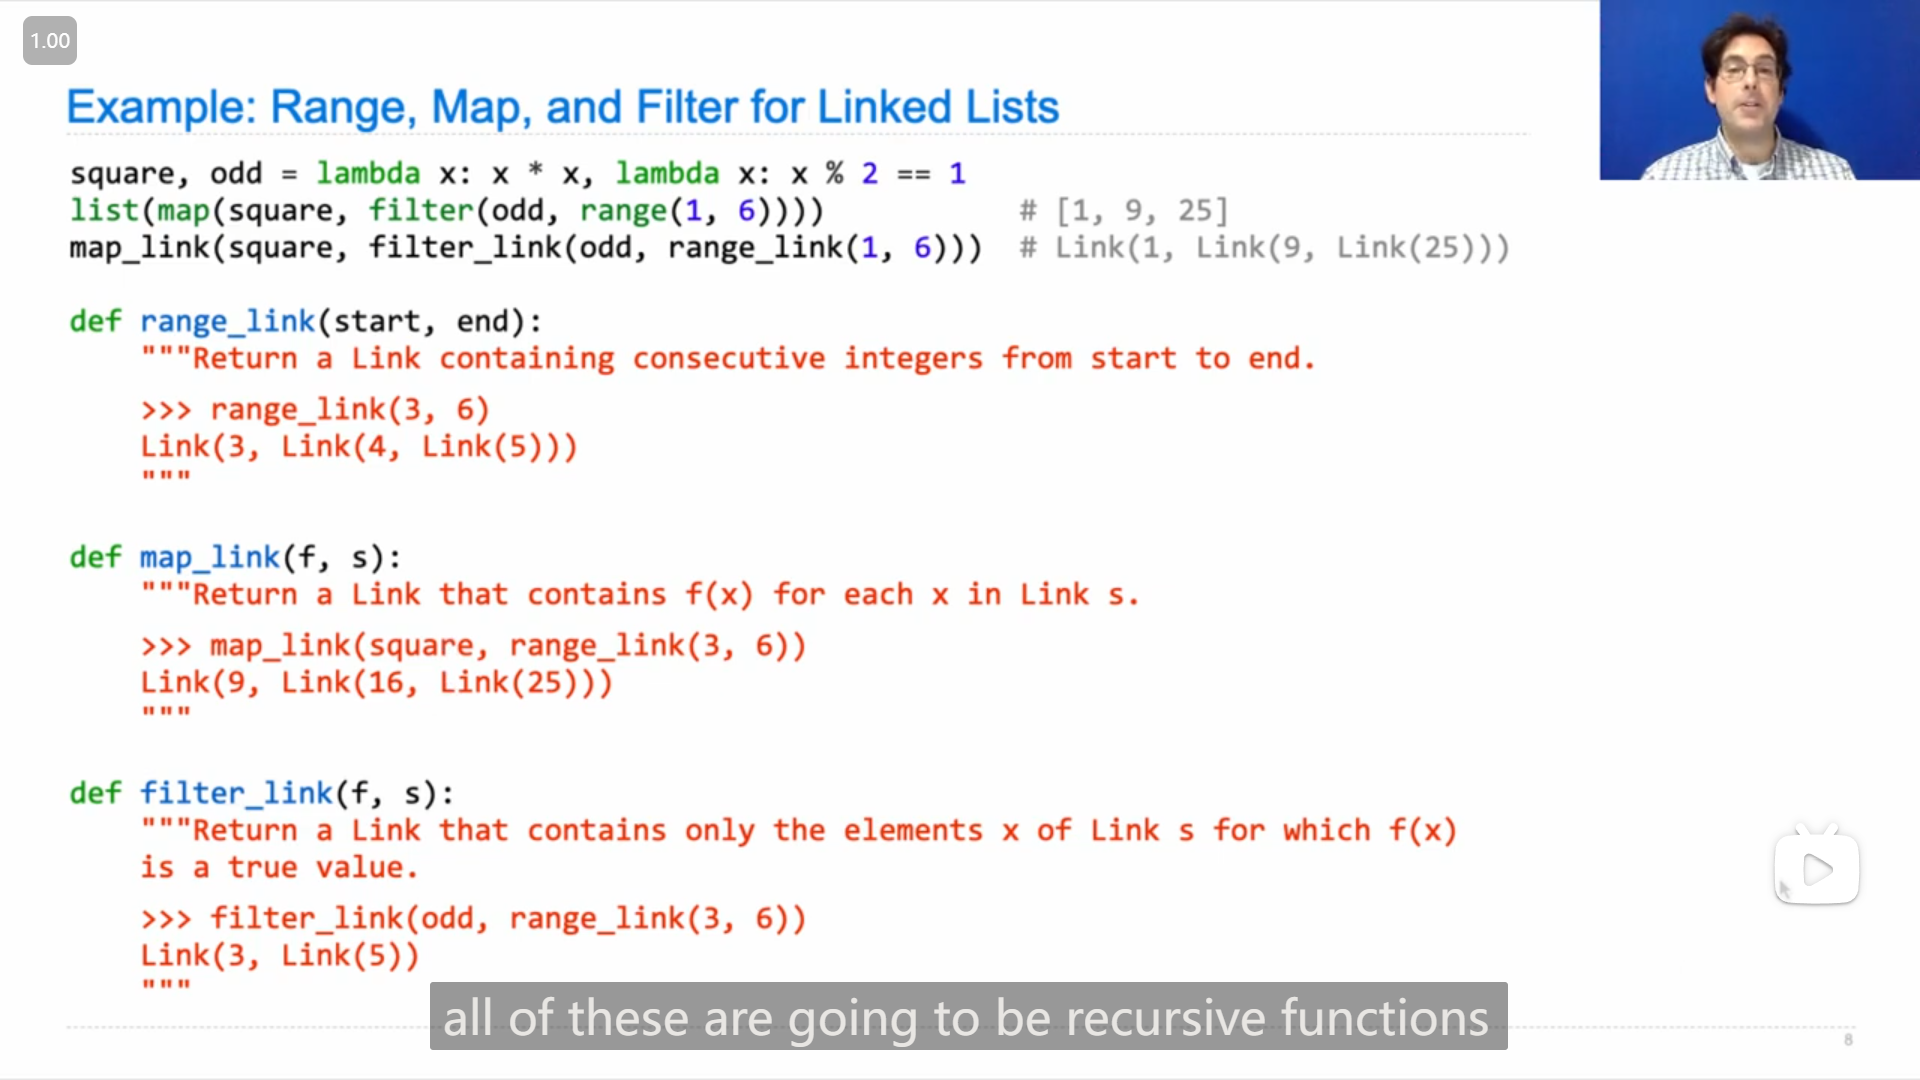 1.00
Example: Range, Map, and Filter for Linked Lists
square, odd = lambda x: x * x, lambda x: x % 2 == 1
list(map(square, filter(odd, range(1, 6)))) # [1, 9, 25]
map_link(square, filter_link(odd, range_link(1, 6))) # Link(1, Link(9, Link(25)))
def range_link(start, end):
"""Return a Link containing consecutive integers from start to end.
>>> range_link(3, 6)
Link(3, Link(4, Link(5)))
"""
def map_link(f, s):
"""Return a Link that contains f(x) for each x in Link s.
>>> map_link(square, range_link(3, 6))
Link(9, Link(16, Link(25)))
"""
def filter_link(f, s):
"""Return a Link that contains only the elements x of Link s for which f(x)
is a true value.
>>> filter_link(odd, range_link(3, 6))
Link(3, Link(5))
"""
all of these are going to be recursive functions
8